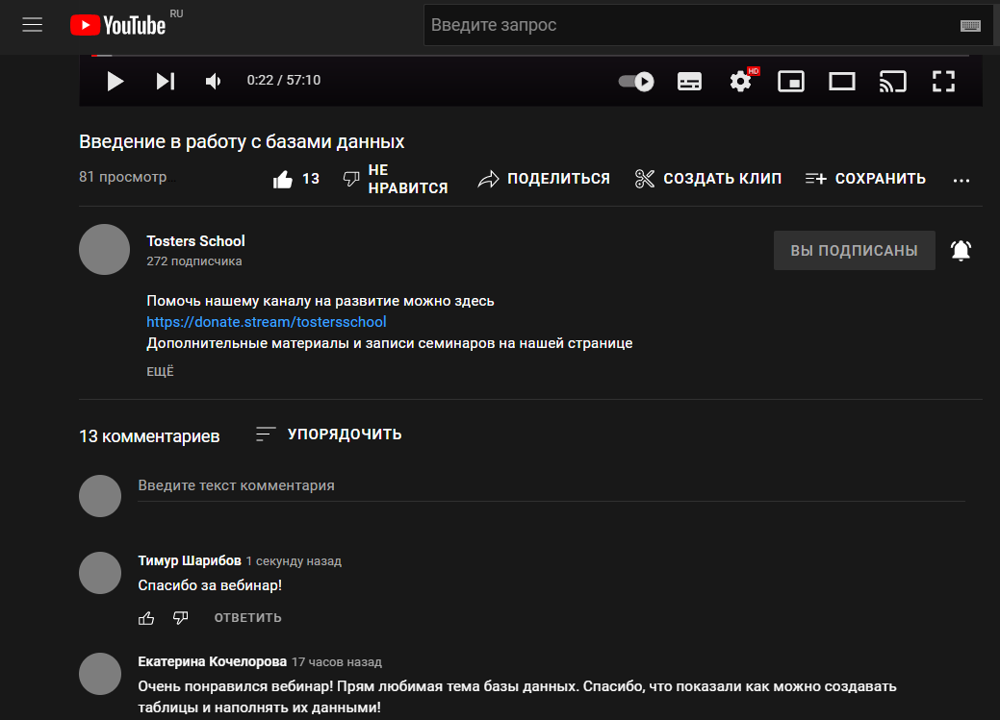 YouTube RU
Введите запрос
0:22 / 57:10
HD
Введение в работу с базами данных
81 просмотр
13
НЕ НРАВИТСЯ
ПОДЕЛИТЬСЯ
СОЗДАТЬ КЛИП
СОХРАНИТЬ
Tosters School
272 подписчика
ВЫ ПОДПИСАНЫ
Помочь нашему каналу на развитие можно здесь
https://donate.stream/tostersschool
Дополнительные материалы и записи семинаров на нашей странице
ЕЩЁ
13 комментариев
УПОРЯДОЧИТЬ
Введите текст комментария
Тимур Шарибов 1 секунду назад
Спасибо за вебинар!
ОТВЕТИТЬ
Екатерина Кочелорова 17 часов назад
Очень понравился вебинар! Прям любимая тема базы данных. Спасибо, что показали как можно создавать
таблицы и наполнять их данными!